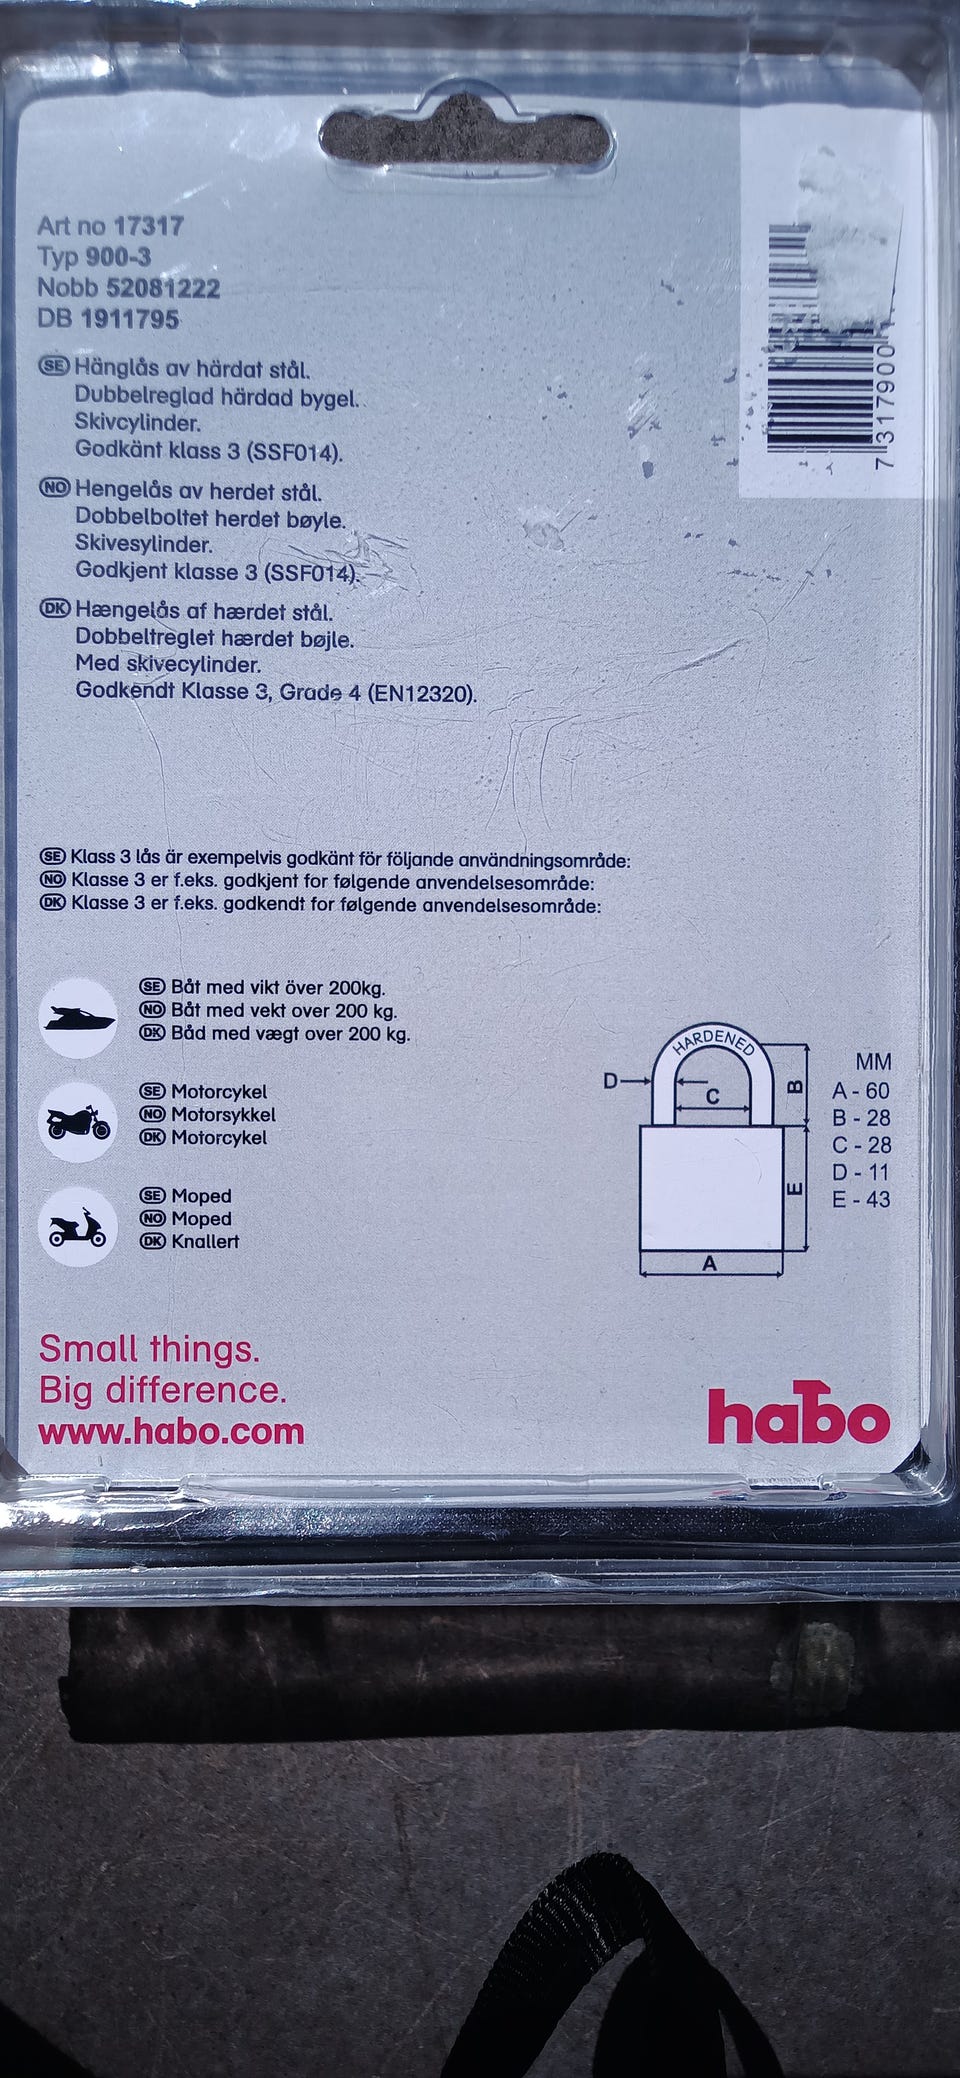 Art no 17317
Typ 900-3
Nobb 52081222
DB 1911795
SE Hänglås av härdat stål.
Dubbelreglad härdad bygel.
Skivcylinder.
Godkänt klass 3 (SSF014).
NO Hengelås av herdet stål.
Dobbelboltet herdet bøyle.
Skivesylinder.
Godkjent klasse 3 (SSF014).
DK Hængelås af hærdet stål.
Dobbeltreglet hærdet bøjle.
Med skivecylinder.
Godkendt Klasse 3, Grade 4 (EN12320).
7 317900
SE Klass 3 lås är exempelvis godkänt för följande användningsområde:
NO Klasse 3 er f.eks. godkjent for følgende anvendelsesområde:
DK Klasse 3 er f.eks. godkendt for følgende anvendelsesområde:
SE Båt med vikt över 200kg.
NO Båt med vekt over 200 kg.
DK Båd med vægt over 200 kg.
SE Motorcykel
NO Motorsykkel
DK Motorcykel
SE Moped
NO Moped
DK Knallert
HARDENED
D
C
B
E
A
MM
A - 60
B - 28
C - 28
D - 11
E - 43
Small things.
Big difference.
www.habo.com
habo